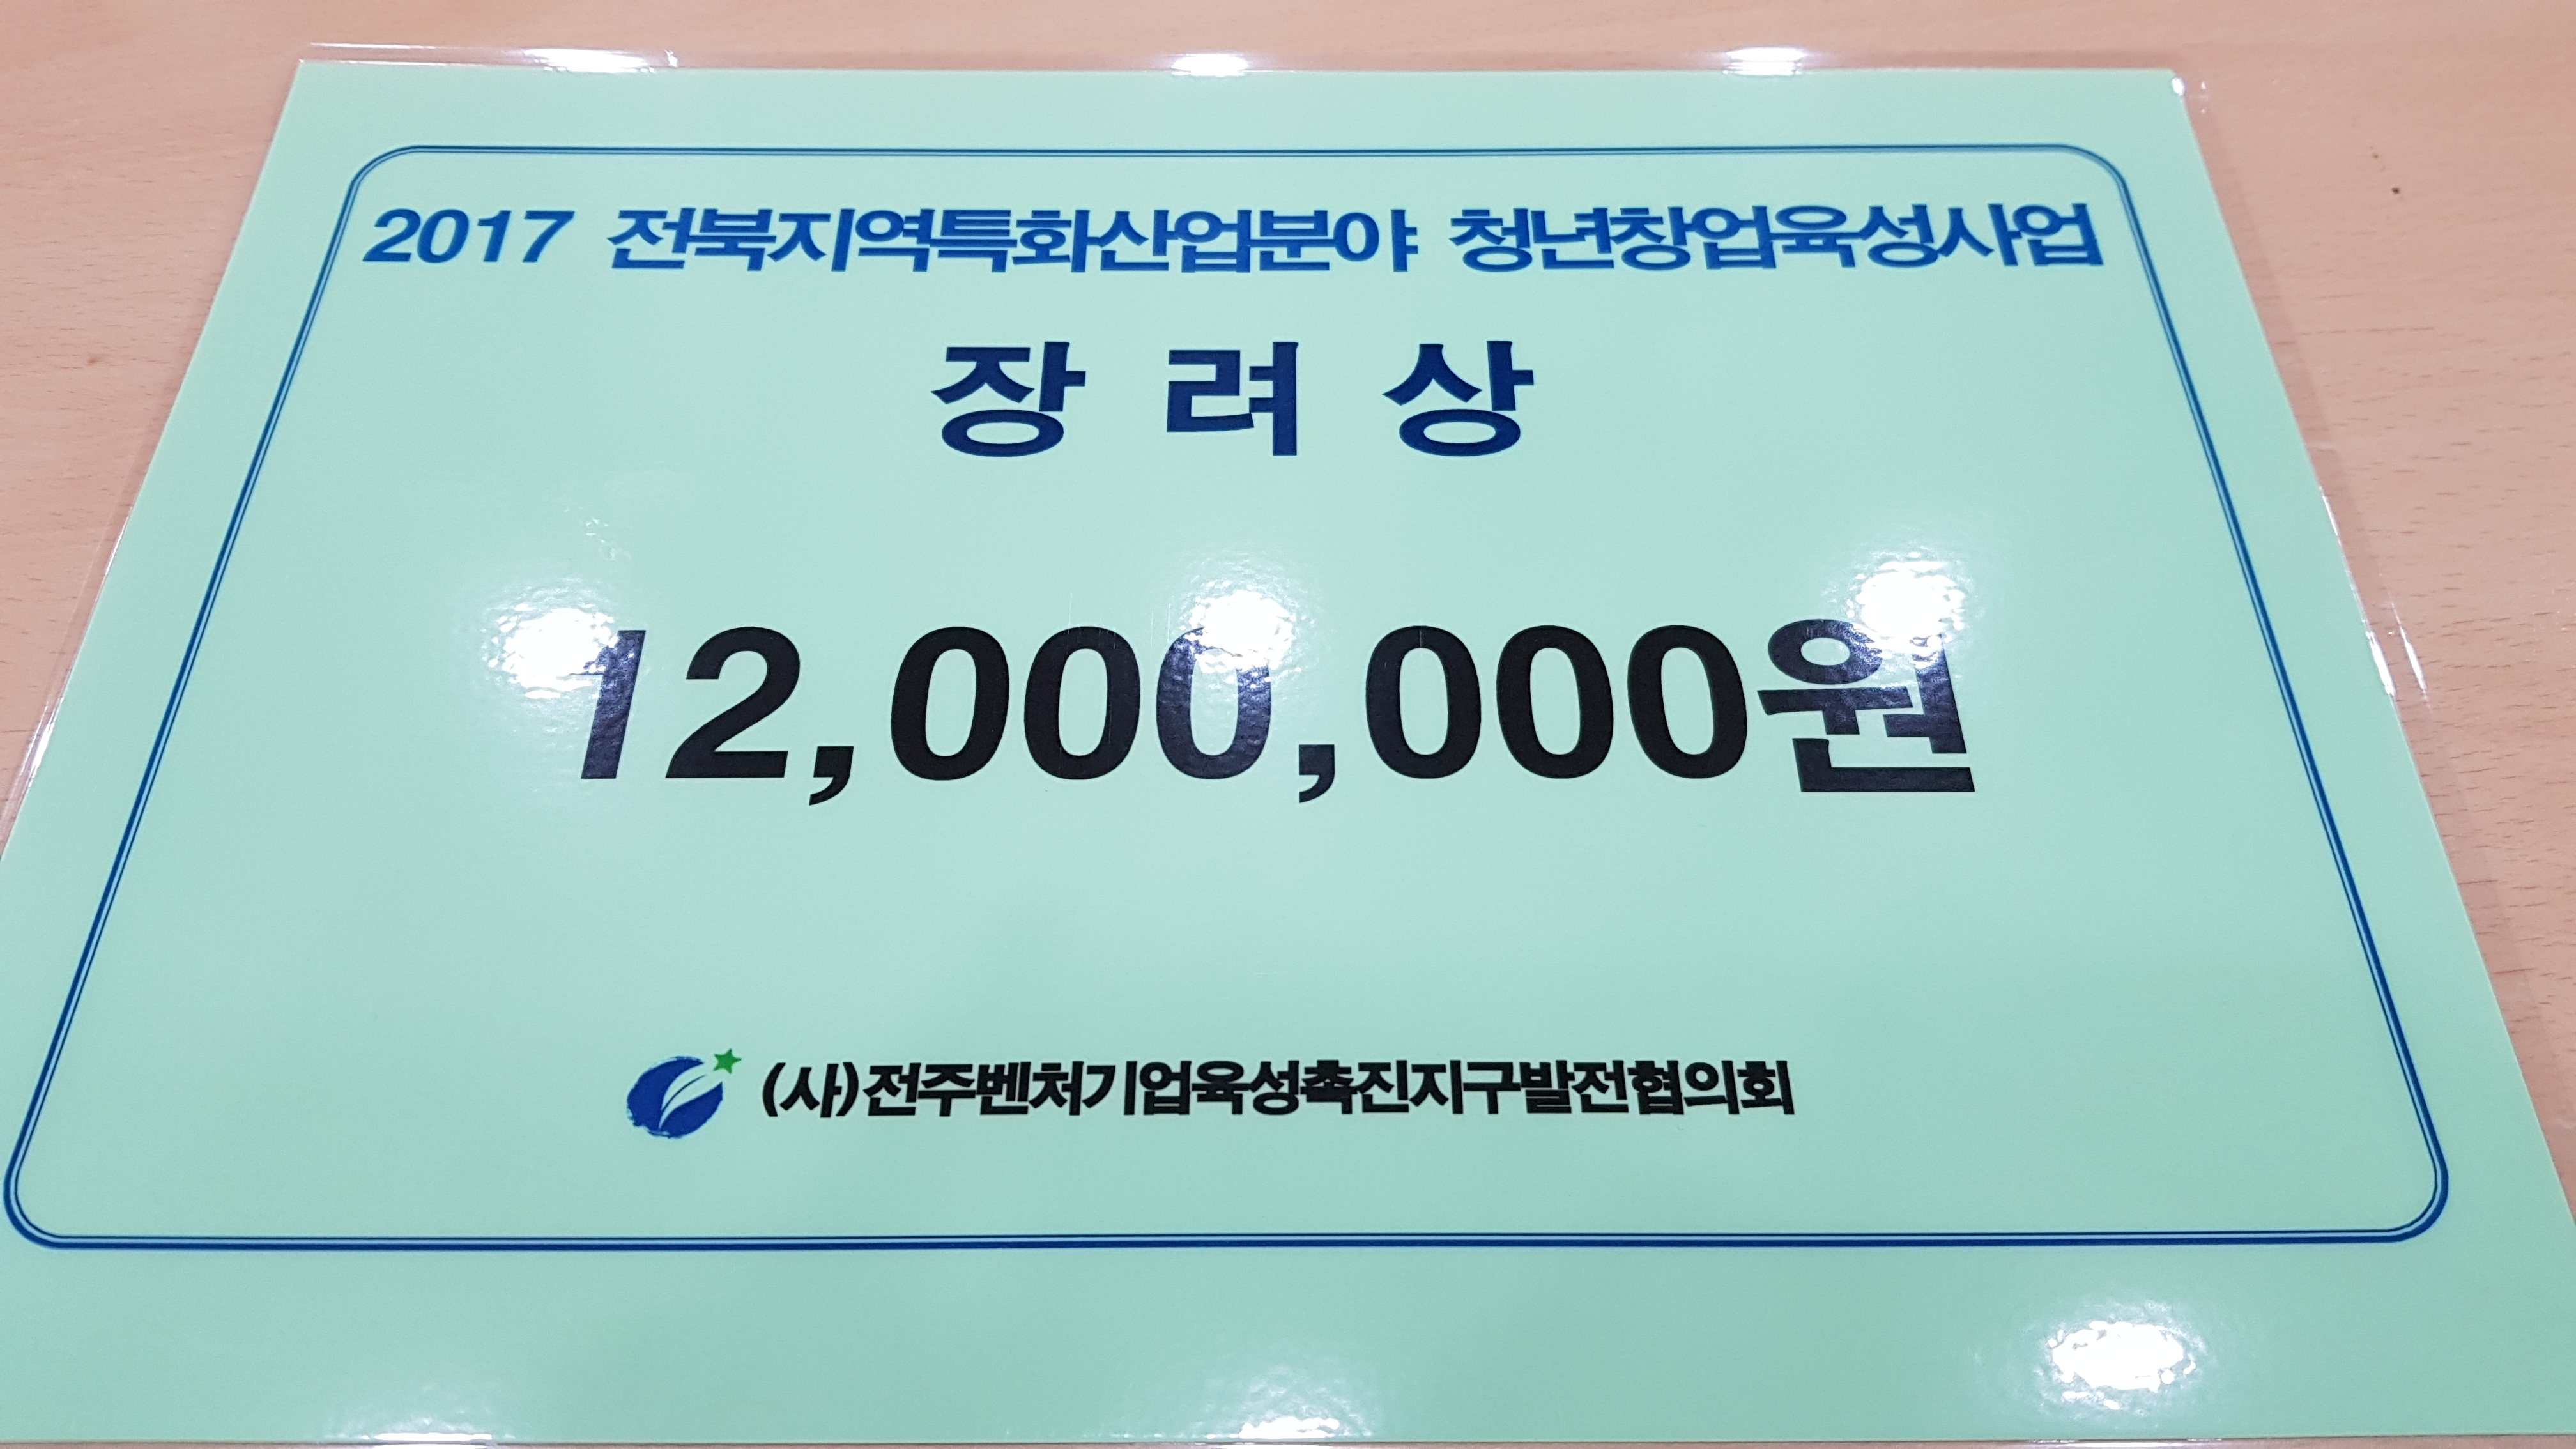 2017 전북지역특화산업분야 청년창업육성사업
장 려 상
12,000,000원
(사)전주벤처기업육성촉진지구발전협의회